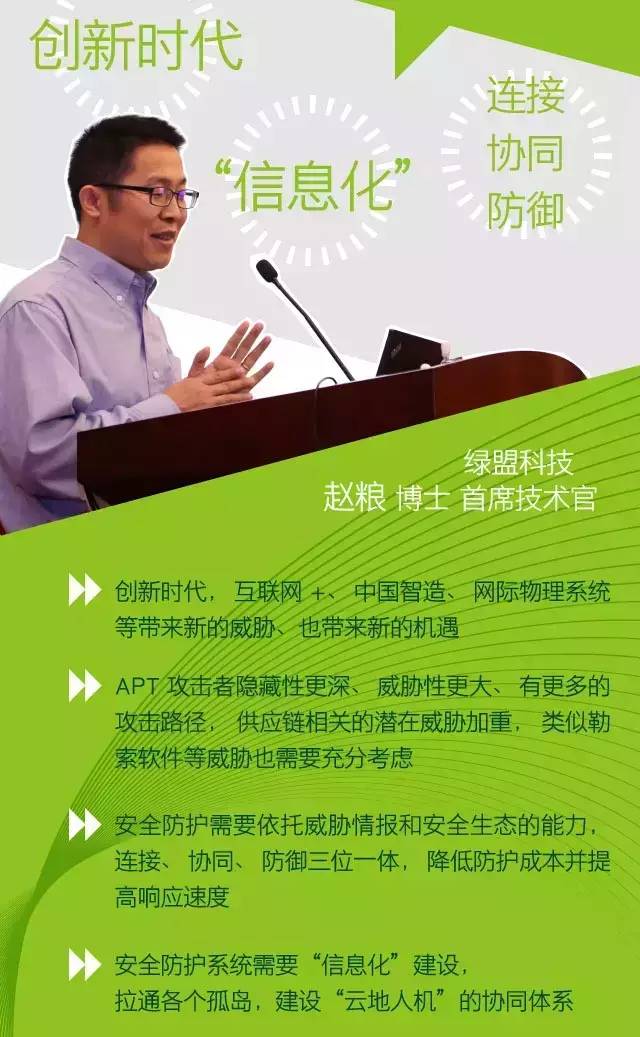 创新时代
“信息化”
连接
协同
防御
绿盟科技
赵粮 博士 首席技术官
创新时代，互联网 +、中国智造、网际物理系统
等带来新的威胁、也带来新的机遇
APT 攻击者隐藏性更深、威胁性更大、有更多的
攻击路径，供应链相关的潜在威胁加重，类似勒
索软件等威胁也需要充分考虑
安全防护需要依托威胁情报和安全生态的能力，
连接、协同、防御三位一体，降低防护成本并提
高响应速度
安全防护系统需要“信息化”建设，
拉通各个孤岛，建设“云地人机”的协同体系